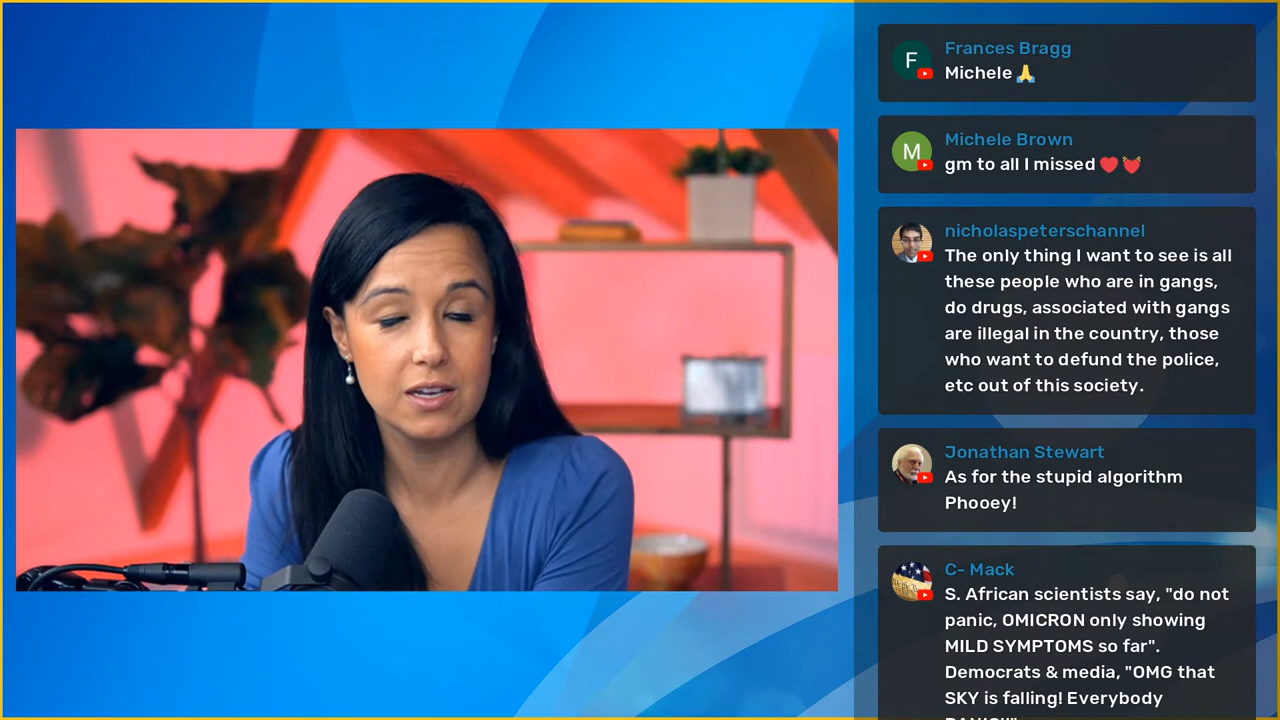 F
Frances Bragg
Michele 🙏
M
Michele Brown
gm to all I missed ❤️ 💓
nicholaspeterschannel
The only thing I want to see is all
these people who are in gangs,
do drugs, associated with gangs
are illegal in the country, those
who want to defund the police,
etc out of this society.
Jonathan Stewart
As for the stupid algorithm
Phooey!
C- Mack
S. African scientists say, "do not
panic, OMICRON only showing
MILD SYMPTOMS so far".
Democrats & media, "OMG that
SKY is falling! Everybody